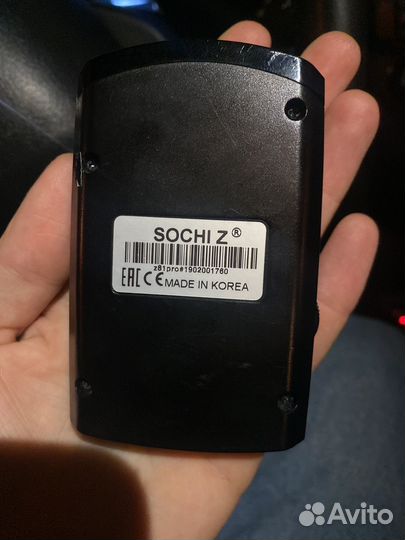 SOCHI Z ®
z81pro#1902001760
EAC CE MADE IN KOREA
Avito